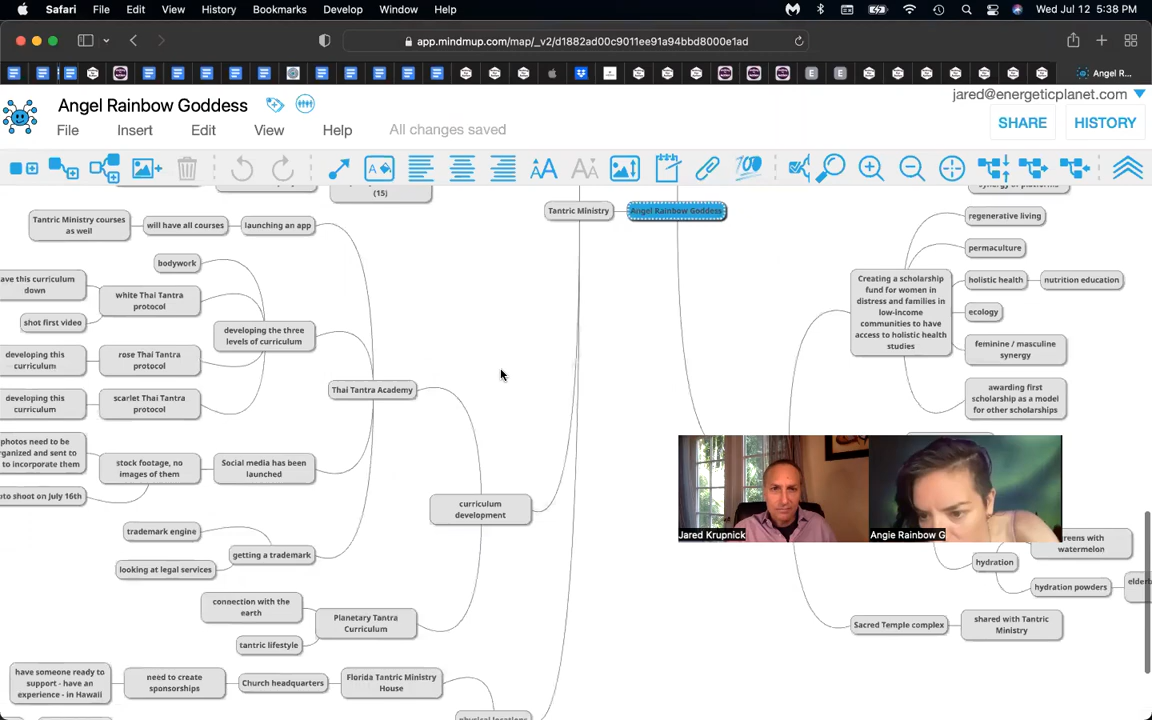 Safari File Edit View History Bookmarks Develop Window Help
Wed Jul 12 5:38 PM
app.mindmup.com/map/_v2/d1882ad00c9011ee91a94bbd8000e1ad
Angel R...
Angel Rainbow Goddess
jared@energeticplanet.com
File Insert Edit View Help All changes saved
SHARE HISTORY
(15)
Tantric Ministry
Angel Rainbow Goddess
synergy of platforms
Tantric Ministry courses
as well
will have all courses
launching an app
bodywork
ave this curriculum
down
white Thai Tantra
protocol
shot first video
developing the three
levels of curriculum
developing this
curriculum
rose Thai Tantra
protocol
developing this
curriculum
scarlet Thai Tantra
protocol
Thai Tantra Academy
photos need to be
rganized and sent to
to incorporate them
stock footage, no
images of them
Social media has been
launched
oto shoot on July 16th
trademark engine
getting a trademark
looking at legal services
curriculum
development
connection with the
earth
Planetary Tantra
Curriculum
tantric lifestyle
have someone ready to
support - have an
experience - in Hawaii
need to create
sponsorships
Church headquarters
Florida Tantric Ministry
House
physical locations
regenerative living
permaculture
Creating a scholarship
fund for women in
distress and families in
low-income
communities to have
access to holistic health
studies
holistic health
nutrition education
ecology
feminine / masculine
synergy
awarding first
scholarship as a model
for other scholarships
Jared Krupnick
Angie Rainbow G
reens with
watermelon
hydration
hydration powders
elder
Sacred Temple complex
shared with Tantric
Ministry